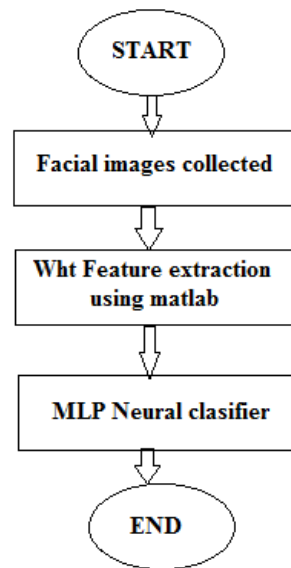 START
Facial images collected
Wht Feature extraction
using matlab
MLP Neural clasifier
END